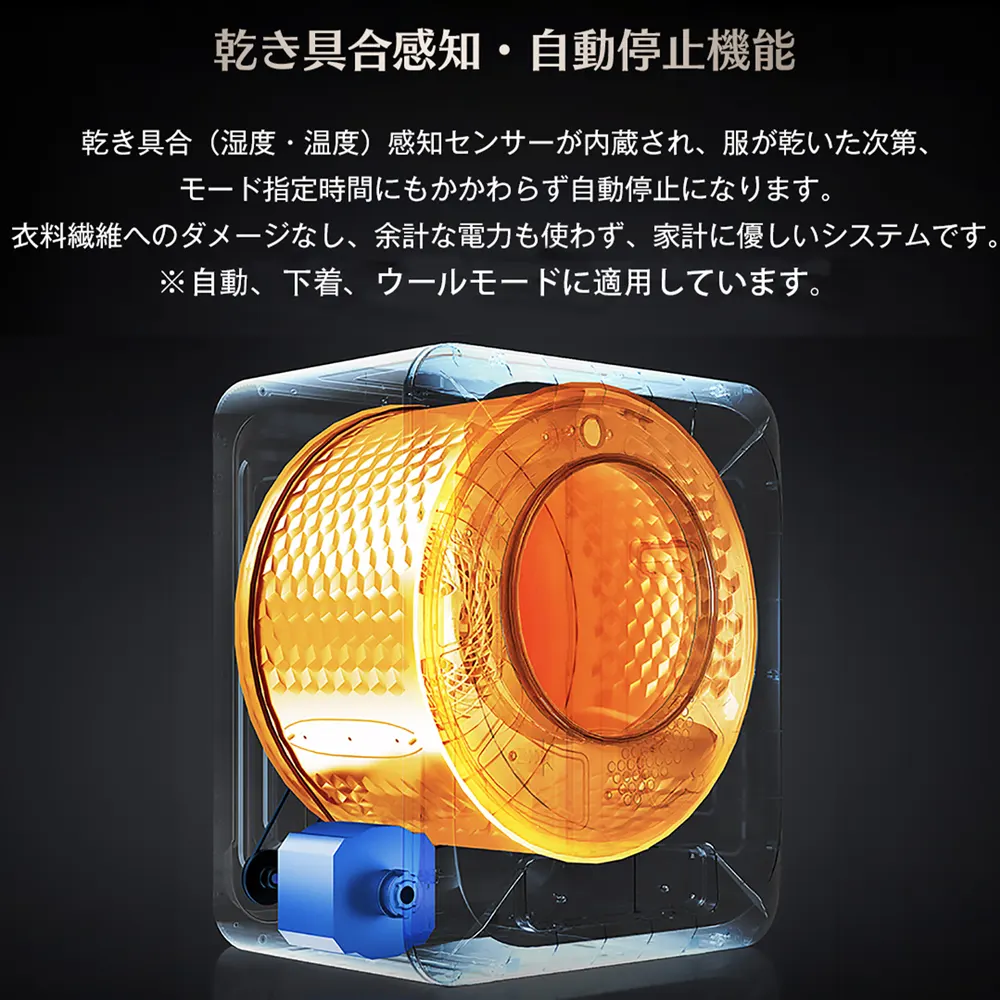 乾き具合感知・自動停止機能
乾き具合（湿度・温度）感知センサーが内蔵され、服が乾いた次第、
モード指定時間にもかかわらず自動停止になります。
衣料繊維へのダメージなし、余計な電力も使わず、家計に優しいシステムです。
※自動、下着、ウールモードに適用しています。